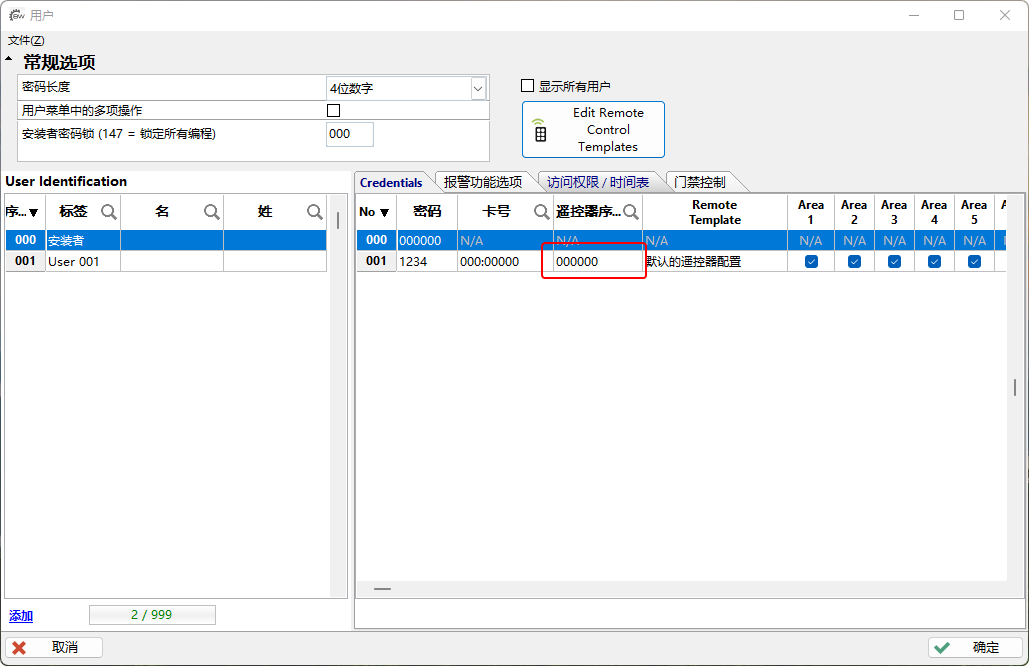 用户
文件(Z)
常规选项
密码长度
4位数字
用户菜单中的多项操作
安装者密码锁 (147 = 锁定所有编程)
000
显示所有用户
Edit Remote
Control
Templates
User Identification
序... 标签 名 姓
000 安装者
001 User 001
Credentials 报警功能选项 访问权限 / 时间表 门禁控制
No 密码 卡号 遥控器序... Remote Template Area 1 Area 2 Area 3 Area 4 Area 5
000 000000 N/A N/A N/A N/A N/A N/A N/A N/A
001 1234 000:00000 000000 默认的遥控器配置
添加
2 / 999
取消
确定